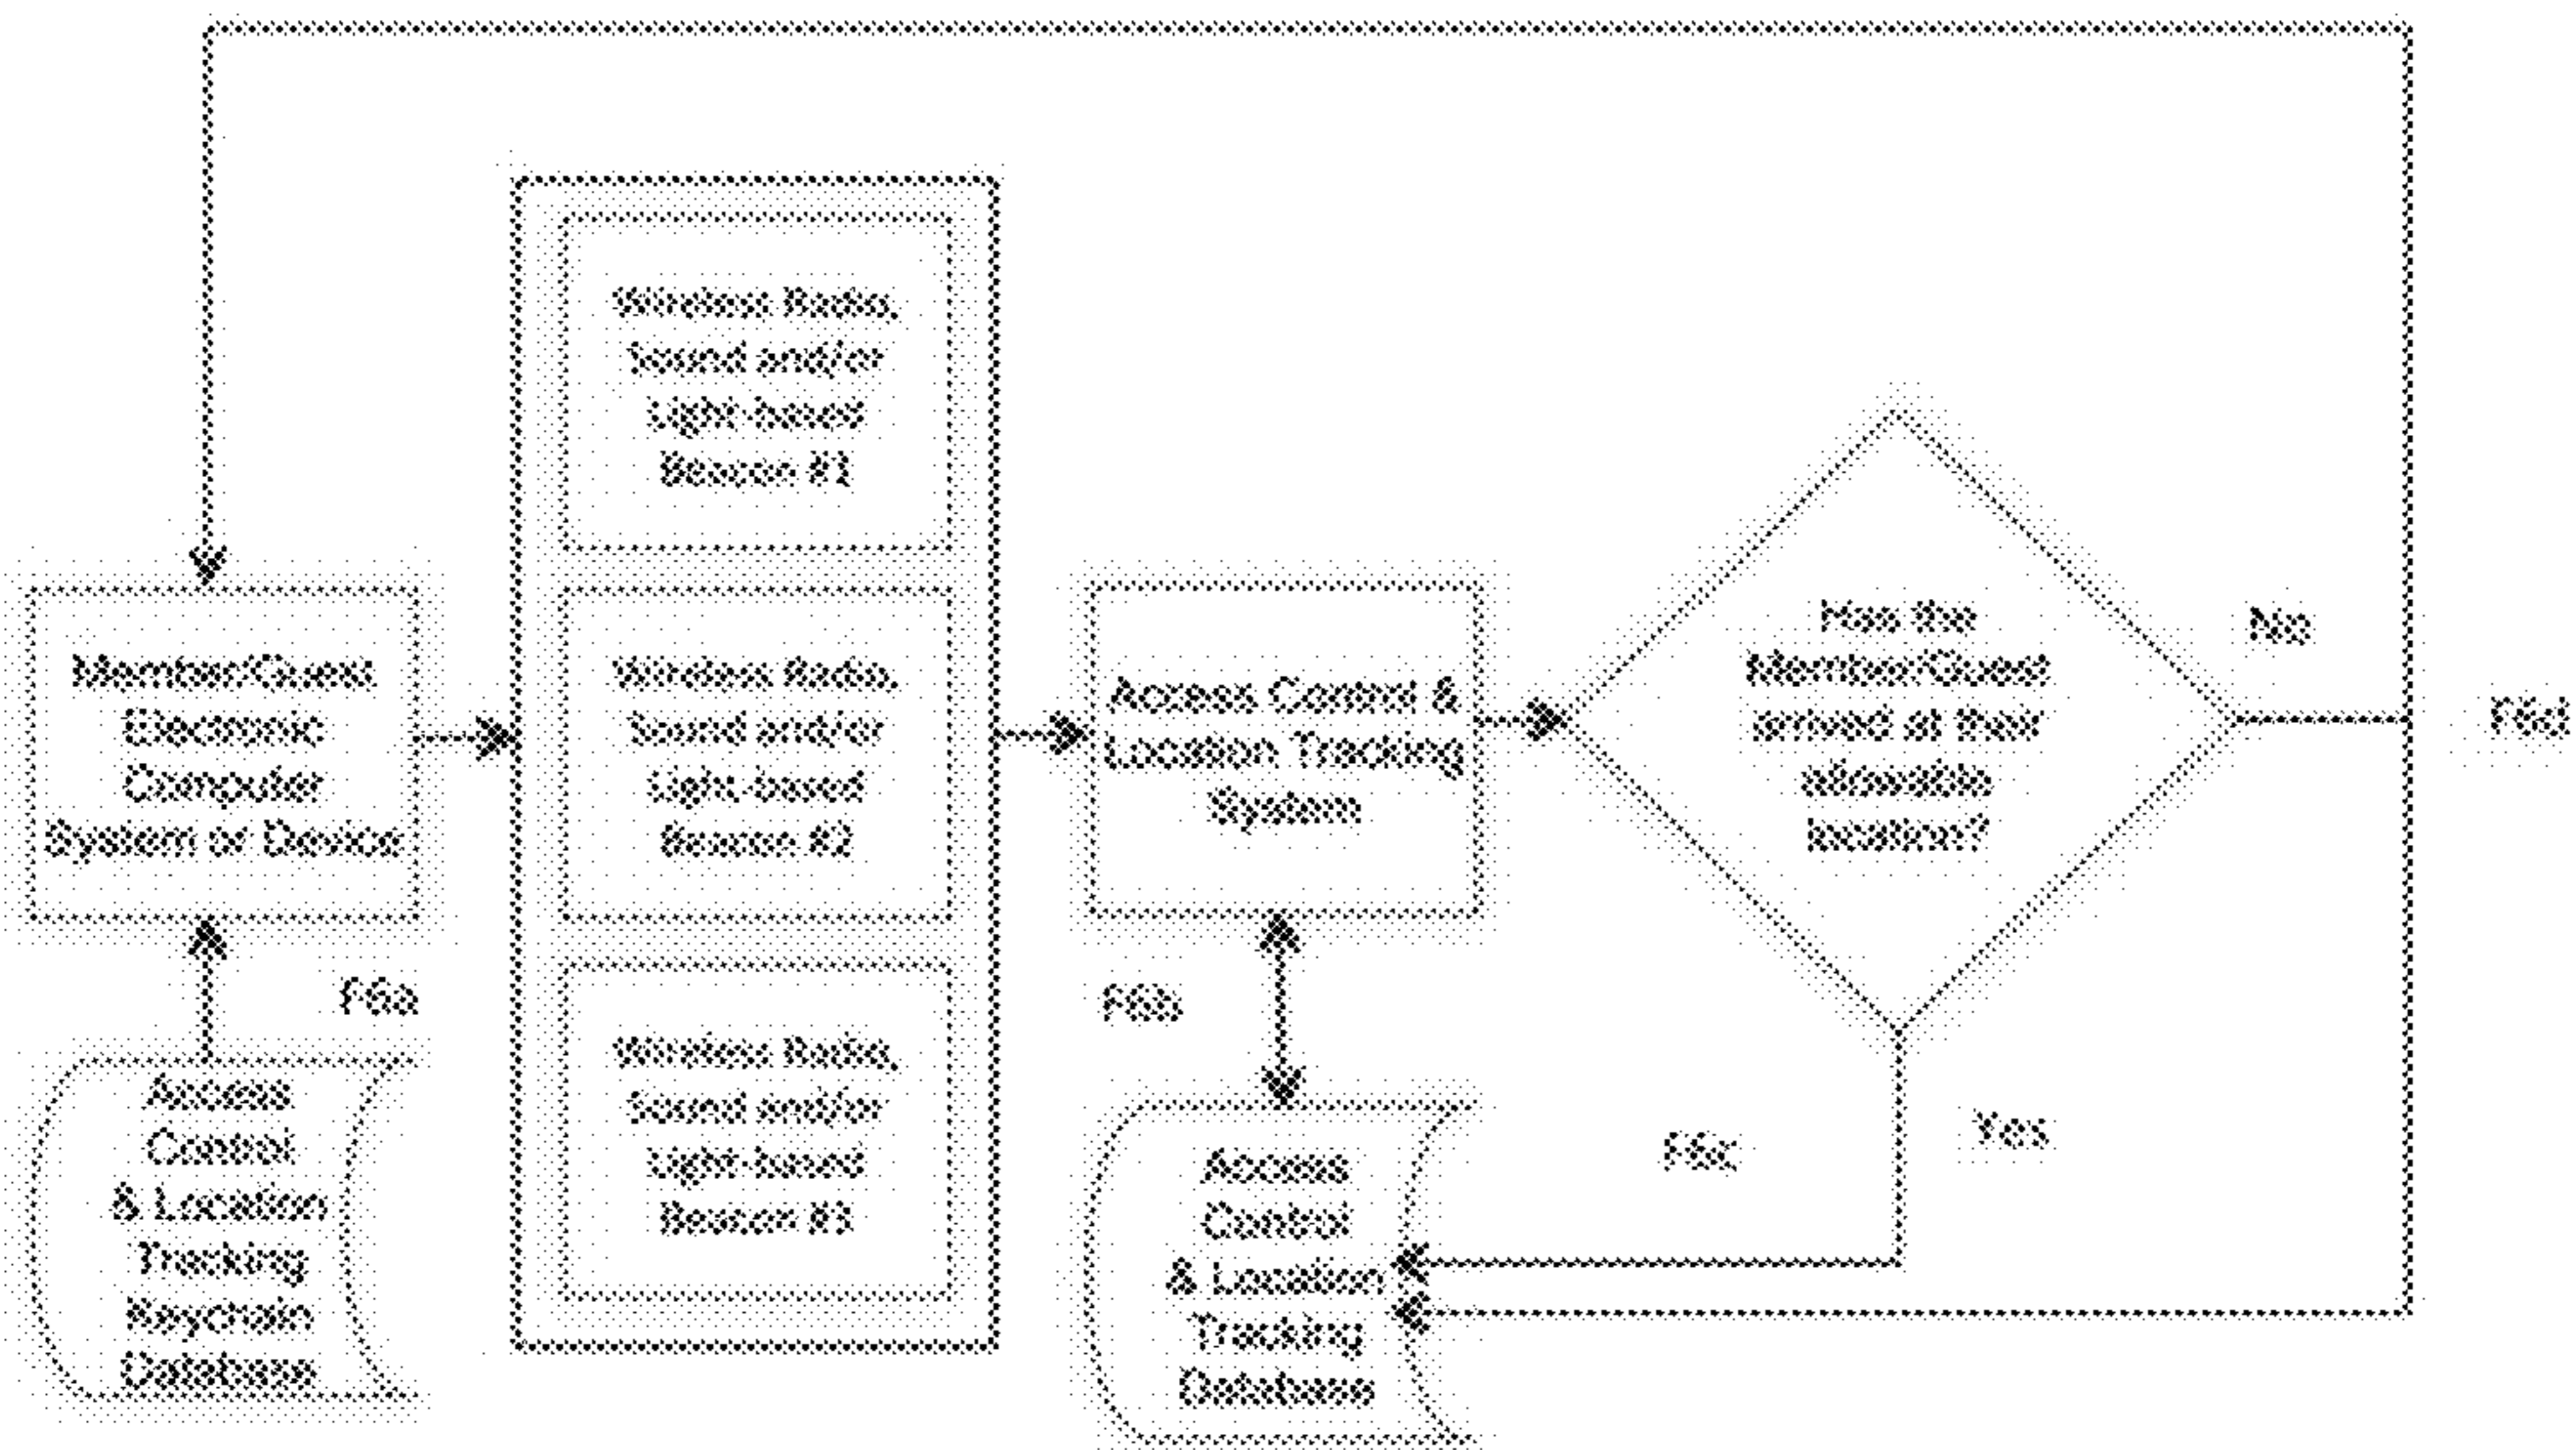 Wireless Radio,
Sound and/or
Light-based
Beacon #1
Member/Guest
Electronic
Computer
System or Device
Wireless Radio,
Sound and/or
Light-based
Beacon #2
Access Control &
Location Tracking
System
Has the
Member/Guest
arrived at their
location?
No
F6d
F6a
Access
Control
& Location
Tracking
Keychain
Database
Wireless Radio,
Sound and/or
Light-based
Beacon #3
F6b
Access
Control
& Location
Tracking
Database
F6c
Yes